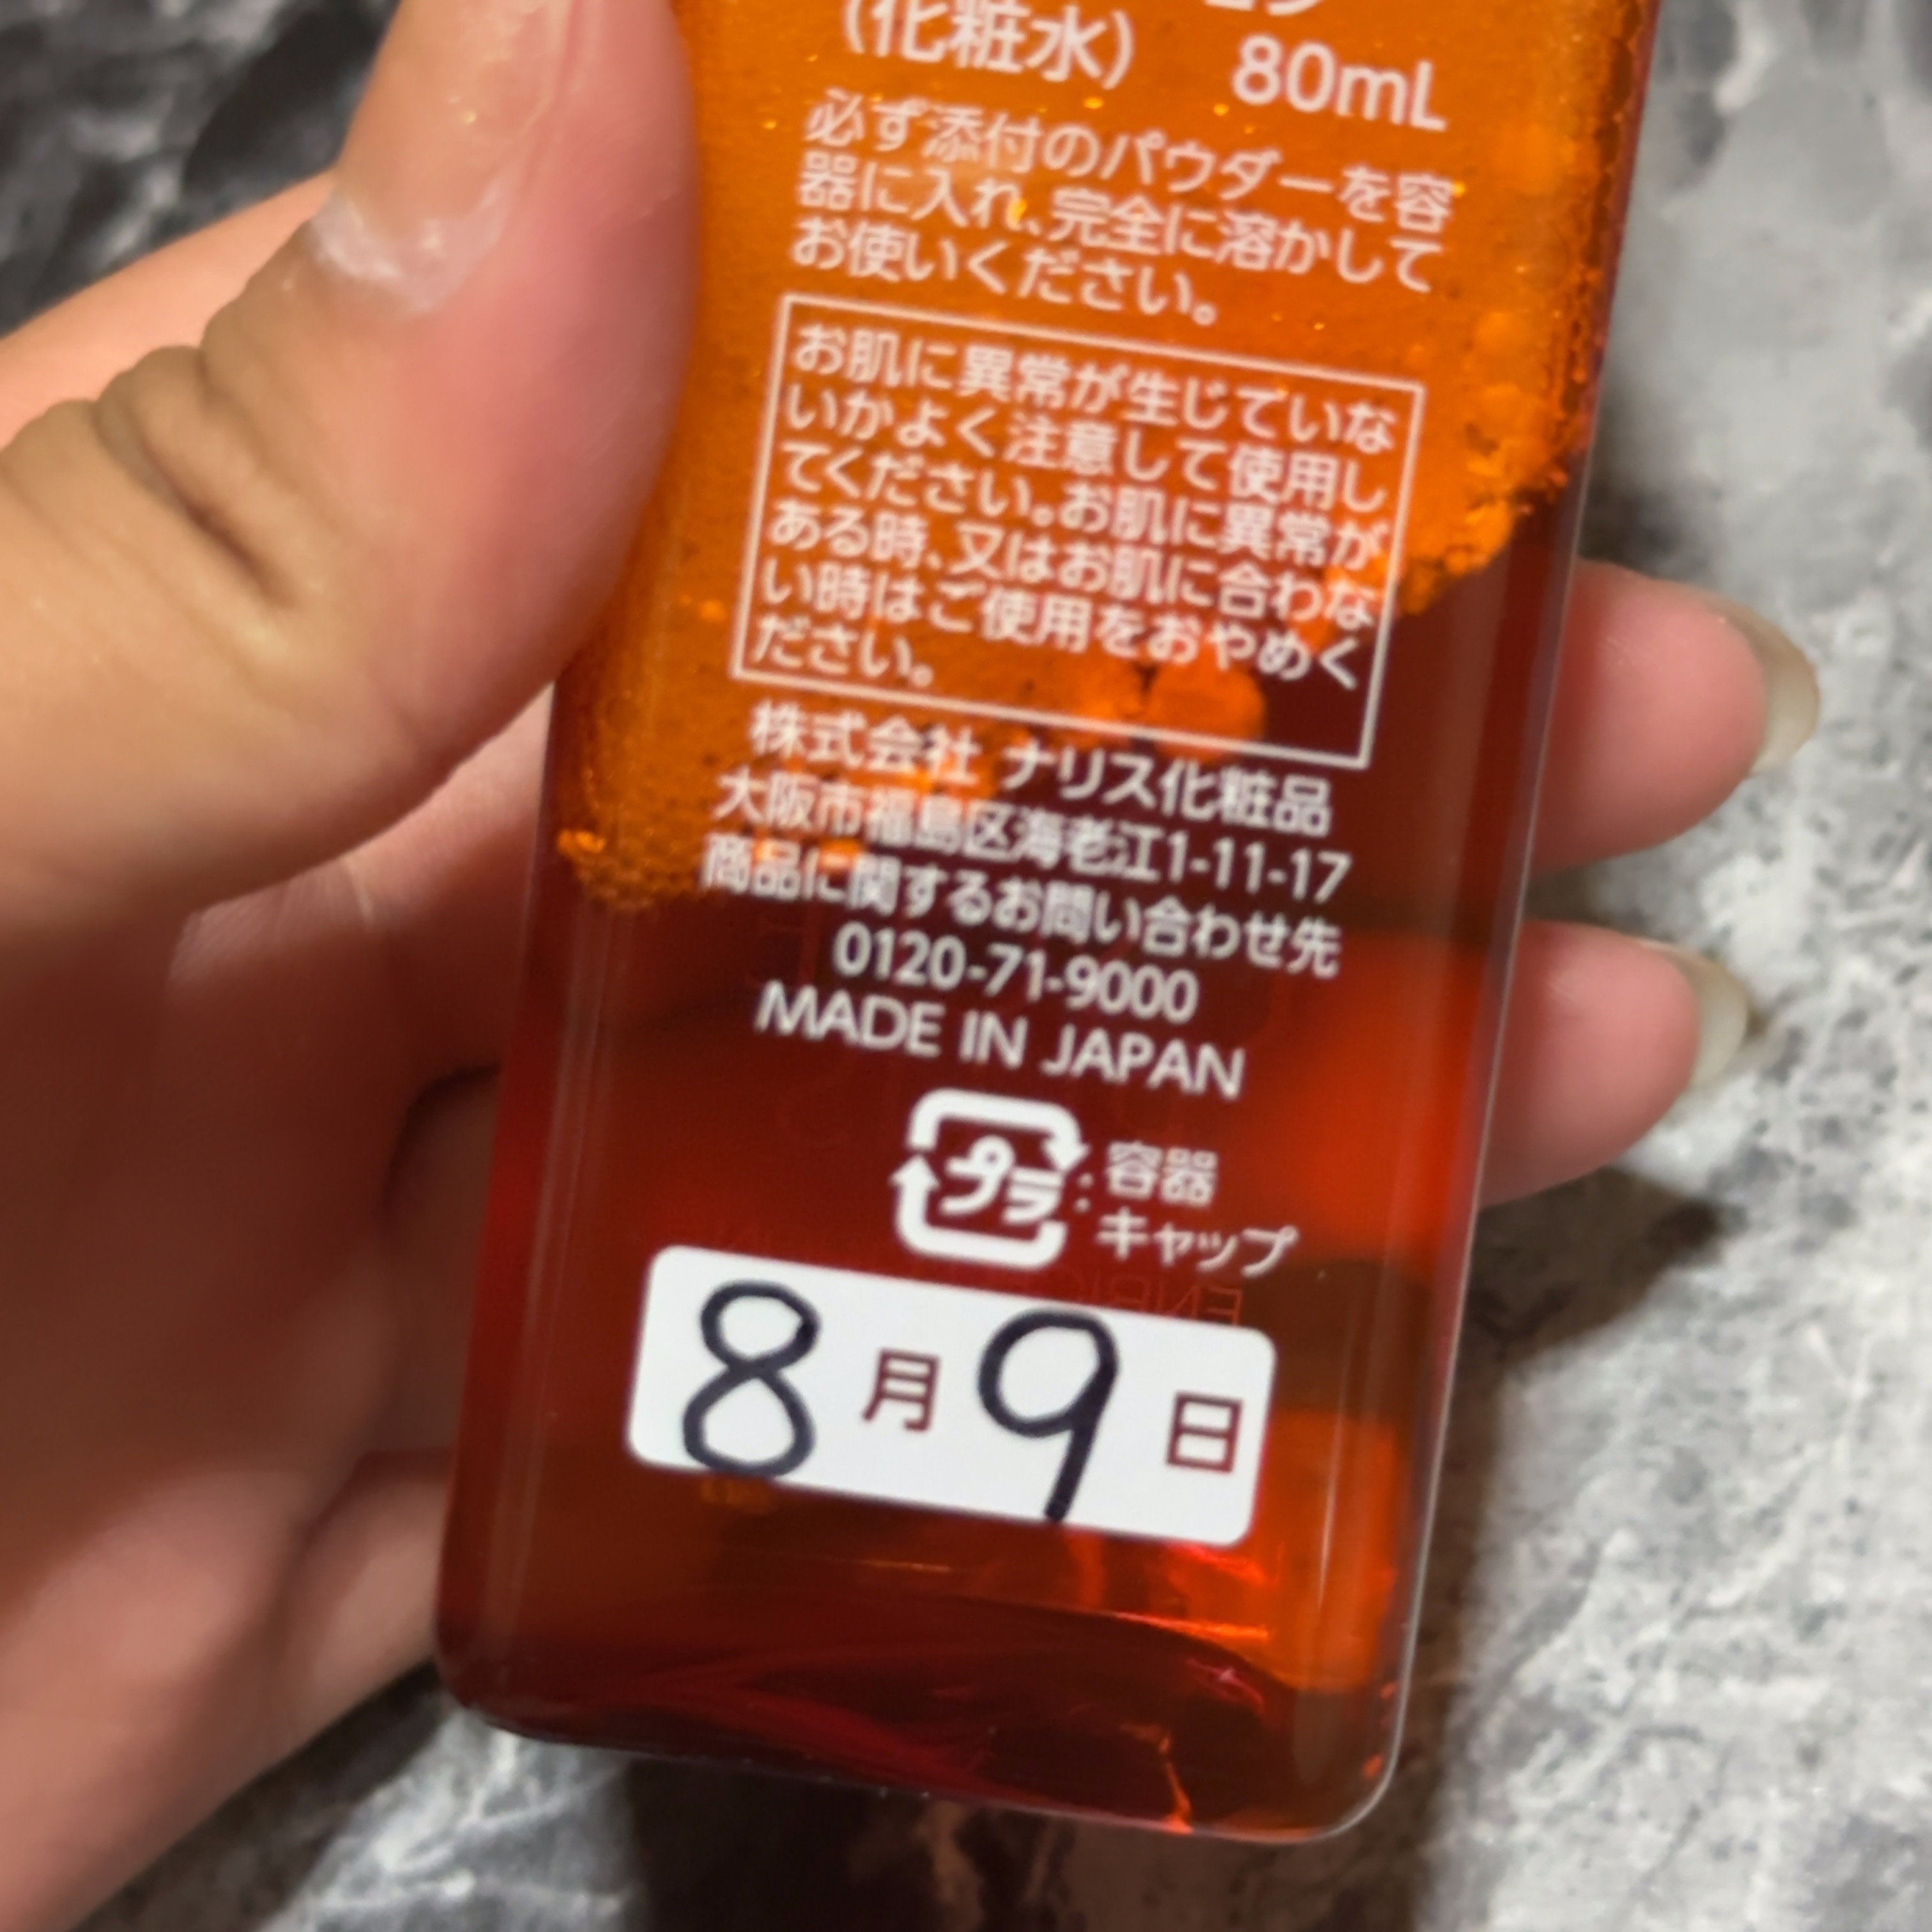 (化粧水) 80mL
必ず添付のパウダーを容
器に入れ、完全に溶かして
お使いください。
お肌に異常が生じていな
いかよく注意して使用し
てください。お肌に異常が
ある時、又はお肌に合わな
い時はご使用をおやめく
ださい。
株式会社 ナリス化粧品
大阪市福島区海老江1-11-17
商品に関するお問い合わせ先
0120-71-9000
MADE IN JAPAN
プラ : 容器
キャップ
8月9日